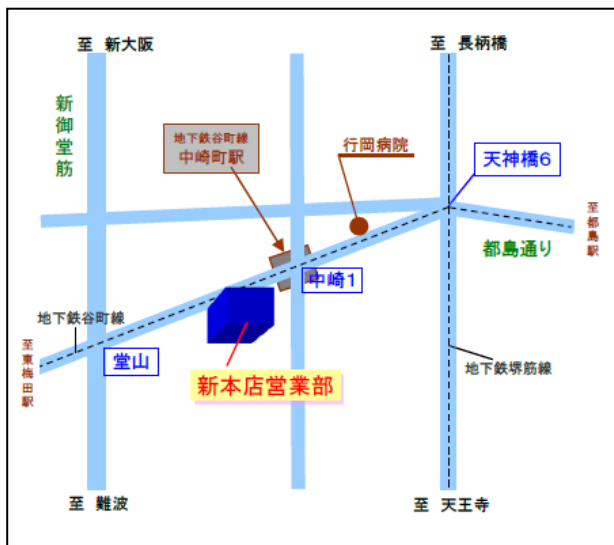 至 新大阪
至 長柄橋
新御堂筋
地下鉄谷町線
中崎町駅
行岡病院
天神橋6
至都島駅
都島通り
中崎1
地下鉄谷町線
至東梅田駅
堂山
新本店営業部
地下鉄堺筋線
至 難波
至 天王寺